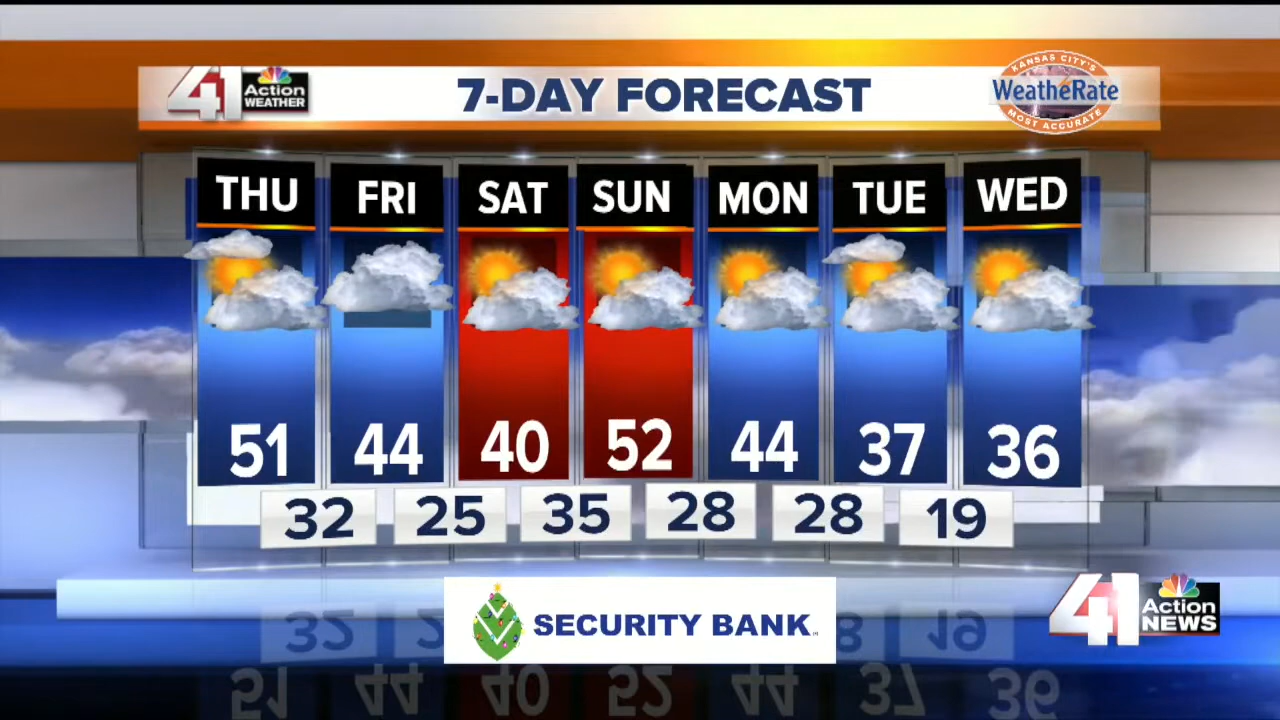 41 Action WEATHER
7-DAY FORECAST
KANSAS CITY'S
WeatheRate
MOST ACCURATE
THU FRI SAT SUN MON TUE WED
51 44 40 52 44 37 36
32 25 35 28 28 19
SECURITY BANK
41 Action NEWS